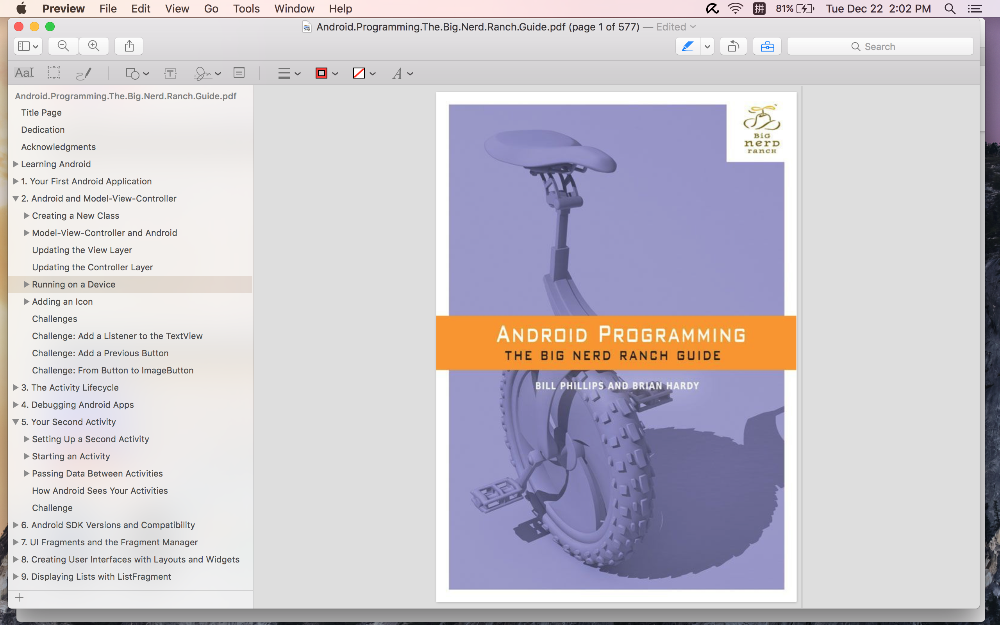 Preview File Edit View Go Tools Window Help 拼 81% Tue Dec 22 2:02 PM
Android.Programming.The.Big.Nerd.Ranch.Guide.pdf (page 1 of 577) — Edited
Search
Aa T A
Android.Programming.The.Big.Nerd.Ranch.Guide.pdf
Title Page
Dedication
Acknowledgments
Learning Android
1. Your First Android Application
2. Android and Model-View-Controller
Creating a New Class
Model-View-Controller and Android
Updating the View Layer
Updating the Controller Layer
Running on a Device
Adding an Icon
Challenges
Challenge: Add a Listener to the TextView
Challenge: Add a Previous Button
Challenge: From Button to ImageButton
3. The Activity Lifecycle
4. Debugging Android Apps
5. Your Second Activity
Setting Up a Second Activity
Starting an Activity
Passing Data Between Activities
How Android Sees Your Activities
Challenge
6. Android SDK Versions and Compatibility
7. UI Fragments and the Fragment Manager
8. Creating User Interfaces with Layouts and Widgets
9. Displaying Lists with ListFragment
BiG
nerd
ranch
Android Programming
THE BIG NERD RANCH GUIDE
BILL PHILLIPS AND BRIAN HARDY